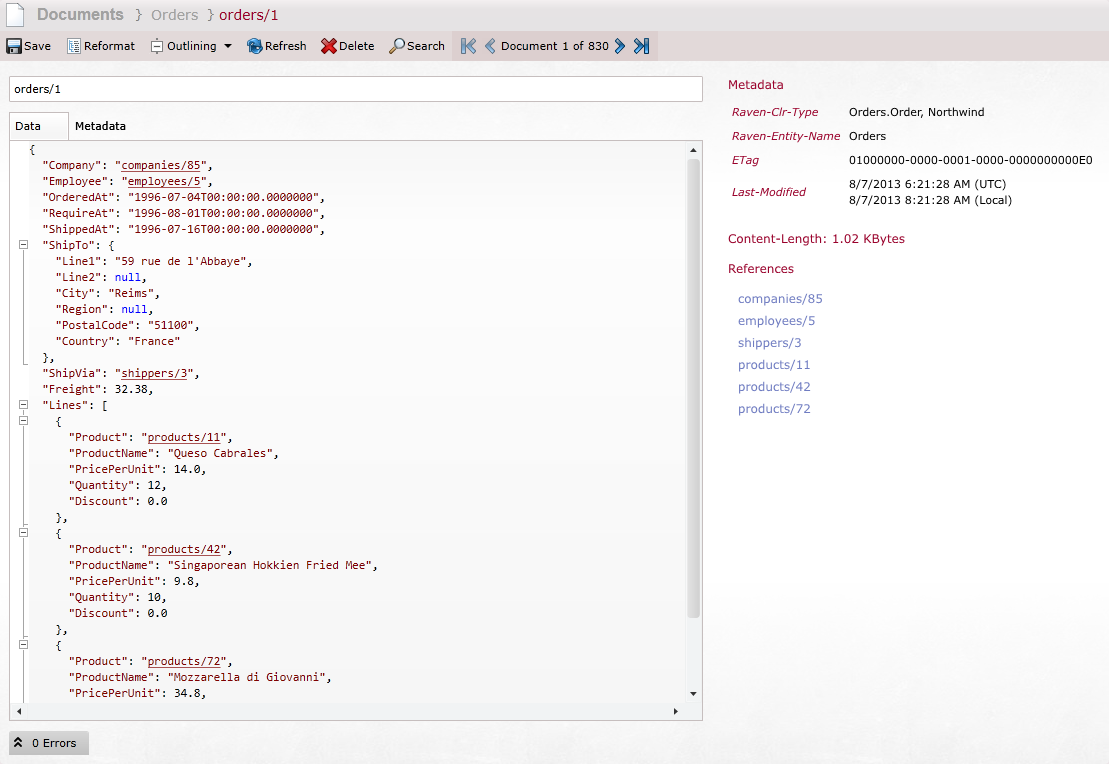 Documents } Orders } orders/1
Save Reformat Outlining Refresh Delete Search Document 1 of 830
orders/1
Data Metadata
{
"Company": "companies/85",
"Employee": "employees/5",
"OrderedAt": "1996-07-04T00:00:00.0000000",
"RequireAt": "1996-08-01T00:00:00.0000000",
"ShippedAt": "1996-07-16T00:00:00.0000000",
"ShipTo": {
"Line1": "59 rue de l'Abbaye",
"Line2": null,
"City": "Reims",
"Region": null,
"PostalCode": "51100",
"Country": "France"
},
"ShipVia": "shippers/3",
"Freight": 32.38,
"Lines": [
{
"Product": "products/11",
"ProductName": "Queso Cabrales",
"PricePerUnit": 14.0,
"Quantity": 12,
"Discount": 0.0
},
{
"Product": "products/42",
"ProductName": "Singaporean Hokkien Fried Mee",
"PricePerUnit": 9.8,
"Quantity": 10,
"Discount": 0.0
},
{
"Product": "products/72",
"ProductName": "Mozzarella di Giovanni",
"PricePerUnit": 34.8,
0 Errors
Metadata
Raven-Clr-Type Orders.Order, Northwind
Raven-Entity-Name Orders
ETag 01000000-0000-0001-0000-0000000000E0
Last-Modified 8/7/2013 6:21:28 AM (UTC)
8/7/2013 8:21:28 AM (Local)
Content-Length: 1.02 KBytes
References
companies/85
employees/5
shippers/3
products/11
products/42
products/72